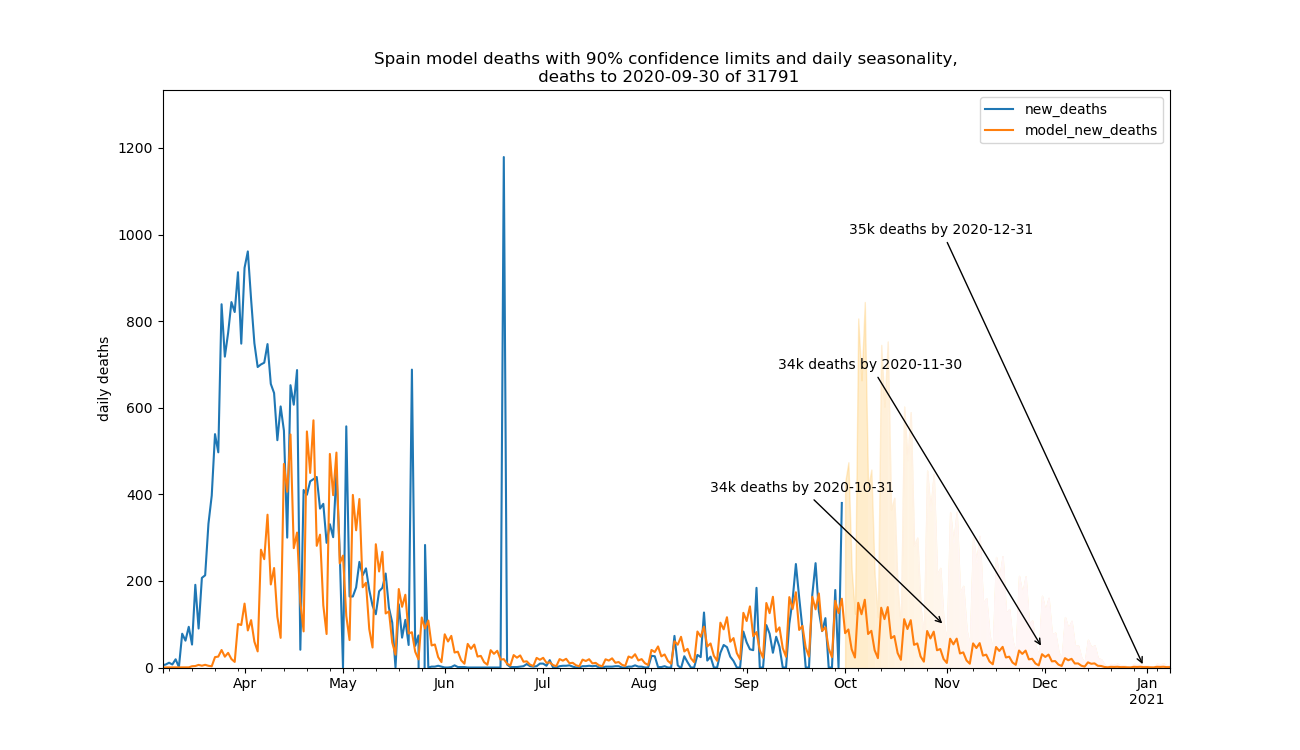 Spain model deaths with 90% confidence limits and daily seasonality,
deaths to 2020-09-30 of 31791
new_deaths
model_new_deaths
daily deaths
1200
1000
800
600
400
200
0
35k deaths by 2020-12-31
34k deaths by 2020-11-30
34k deaths by 2020-10-31
Apr May Jun Jul Aug Sep Oct Nov Dec Jan
2021